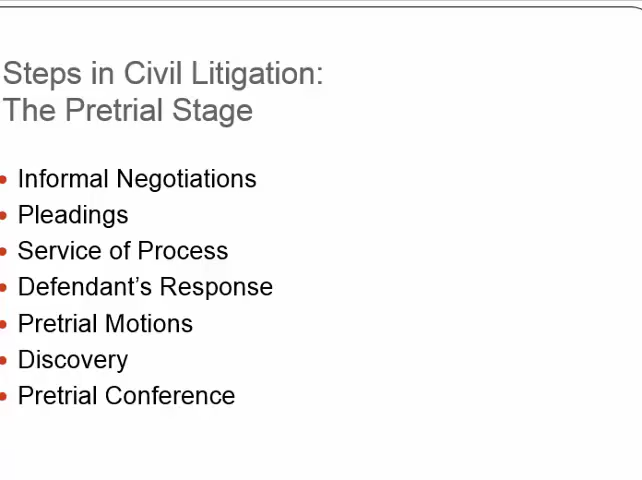 Steps in Civil Litigation:
The Pretrial Stage
• Informal Negotiations
• Pleadings
• Service of Process
• Defendant’s Response
• Pretrial Motions
• Discovery
• Pretrial Conference